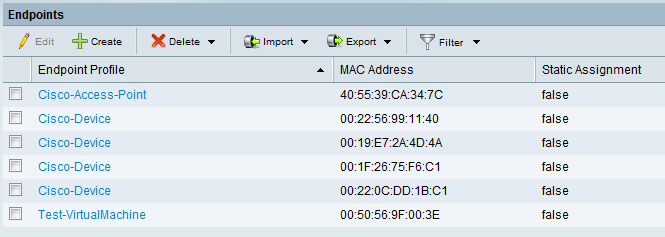 Endpoints
Edit Create Delete Import Export Filter
Endpoint Profile MAC Address Static Assignment
Cisco-Access-Point 40:55:39:CA:34:7C false
Cisco-Device 00:22:56:99:11:40 false
Cisco-Device 00:19:E7:2A:4D:4A false
Cisco-Device 00:1F:26:75:F6:C1 false
Cisco-Device 00:22:0C:DD:1B:C1 false
Test-VirtualMachine 00:50:56:9F:00:3E false